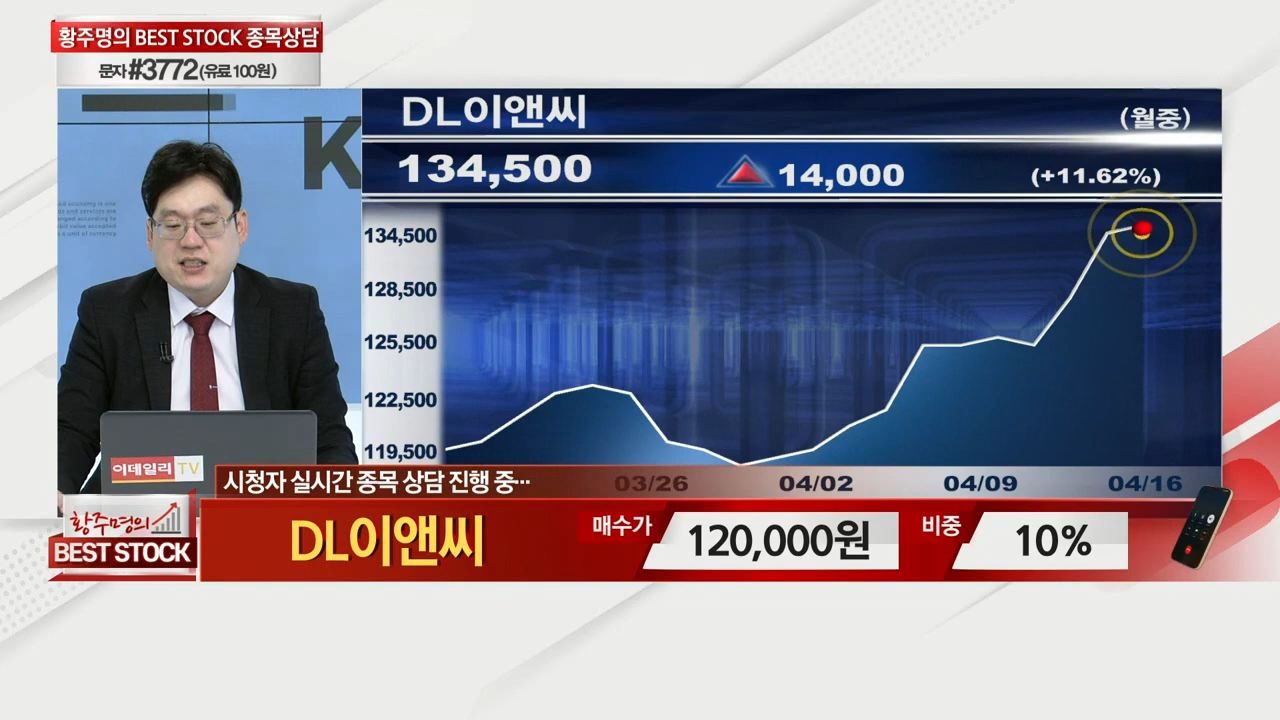 황주명의 BEST STOCK 종목상담
문자 #3772 (유료 100원)
K
DL이앤씨
(월중)
134,500
14,000
(+11.62%)
134,500
128,500
125,500
122,500
119,500
03/26
04/02
04/09
04/16
이데일리 TV
시청자 실시간 종목 상담 진행 중...
황주명의
BEST STOCK
DL이앤씨
매수가
120,000원
비중
10%